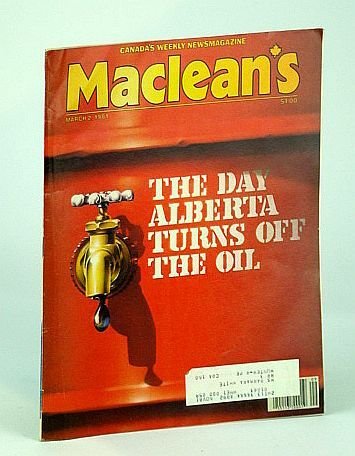 CANADA'S WEEKLY NEWSMAGAZINE
Maclean's
MARCH 2, 1981
$1.00
THE DAY
ALBERTA
TURNS OFF
THE OIL